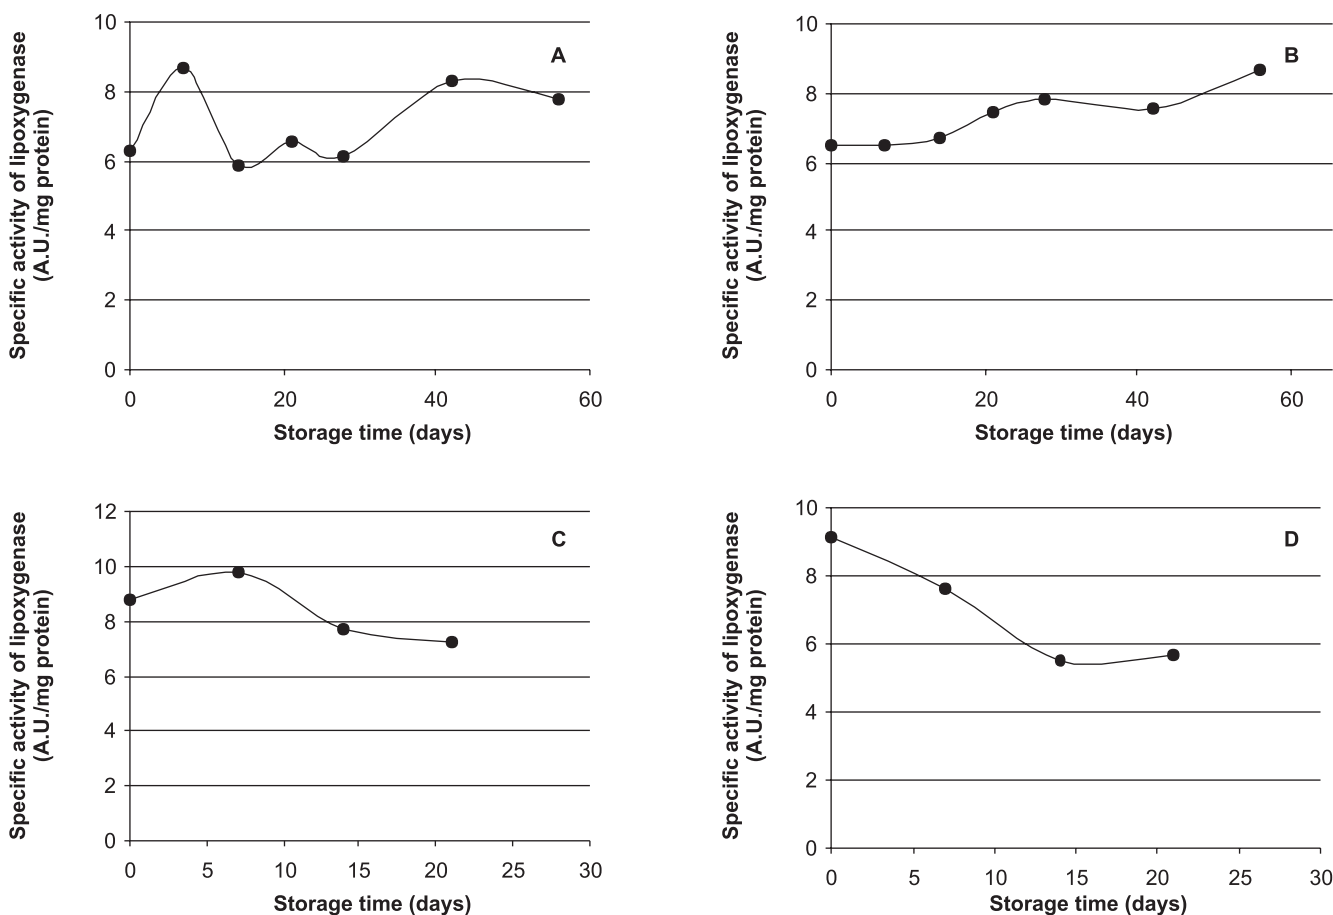 Specific activity of lipoxygenase
(A.U./mg protein)
10
8
6
4
2
0
A
0 20 40 60
Storage time (days)
Specific activity of lipoxygenase
(A.U./mg protein)
10
8
6
4
2
0
B
0 20 40 60
Storage time (days)
Specific activity of lipoxygenase
(A.U./mg protein)
12
10
8
6
4
2
0
C
0 5 10 15 20 25 30
Storage time (days)
Specific activity of lipoxygenase
(A.U./mg protein)
10
8
6
4
2
0
D
0 5 10 15 20 25 30
Storage time (days)